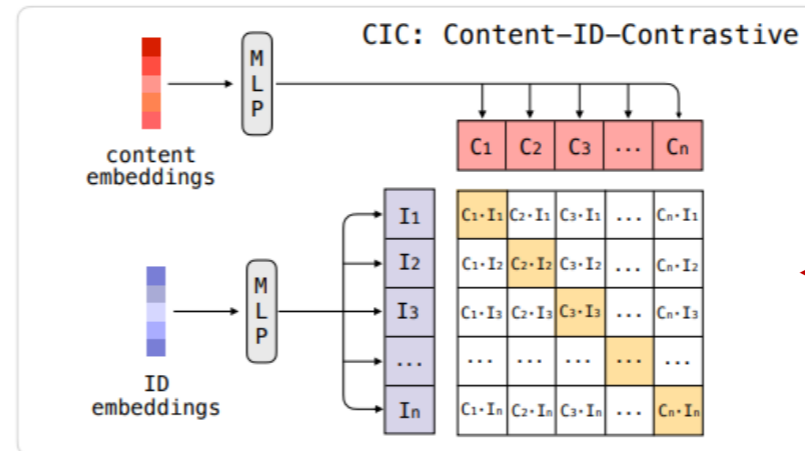 CIC: Content-ID-Contrastive
M
L
P
content
embeddings
C1 C2 C3 ... Cn
I1 C1·I1 C2·I1 C3·I1 ... Cn·I1
I2 C1·I2 C2·I2 C3·I2 ... Cn·I2
M
L
P
I3 C1·I3 C2·I3 C3·I3 ... Cn·I3
... ... ... ... ... ...
ID
embeddings
In C1·In C2·In C3·In ... Cn·In